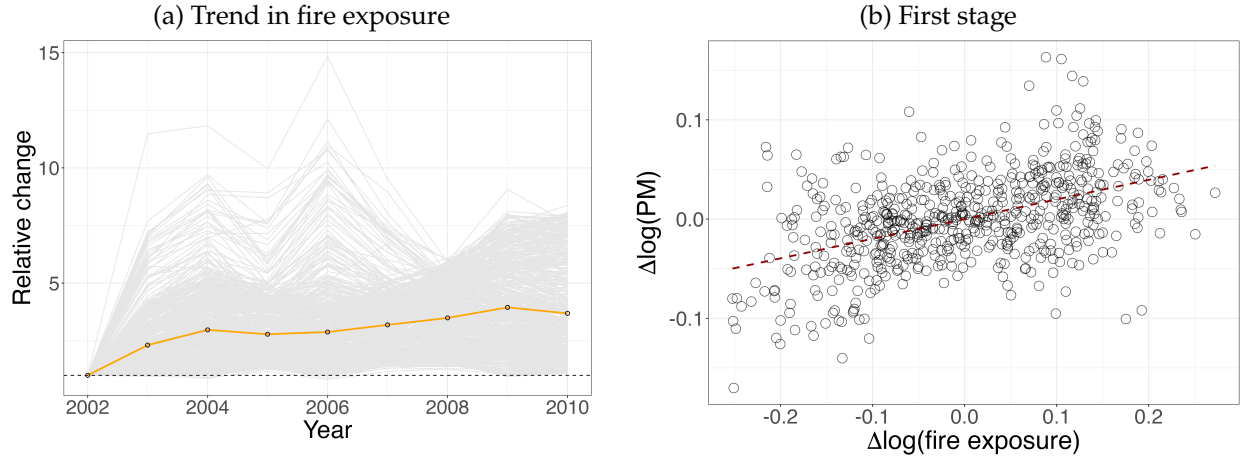 (a) Trend in fire exposure
15
10
5
Relative change
2002
2004
2006
2008
2010
Year
(b) First stage
0.1
0.0
-0.1
Δlog(PM)
-0.2
-0.1
0.0
0.1
0.2
Δlog(fire exposure)